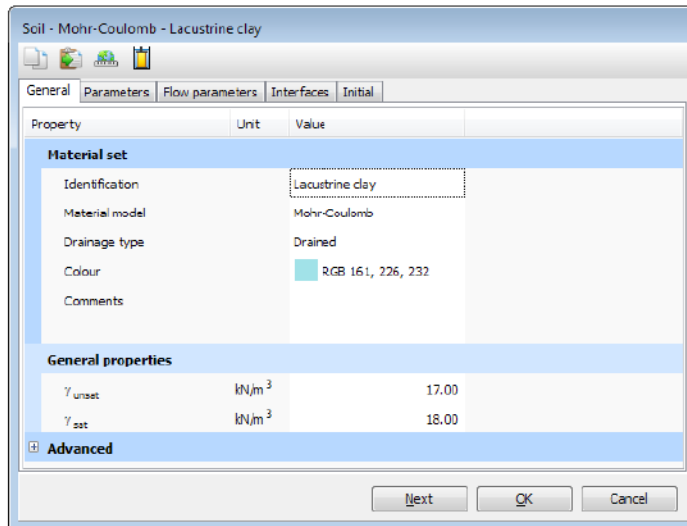 Soil - Mohr-Coulomb - Lacustrine clay
General Parameters Flow parameters Interfaces Initial
Property Unit Value
Material set
Identification Lacustrine clay
Material model Mohr-Coulomb
Drainage type Drained
Colour RGB 161, 226, 232
Comments
General properties
γ unsat kN/m³ 17.00
γ sat kN/m³ 18.00
Advanced
Next OK Cancel